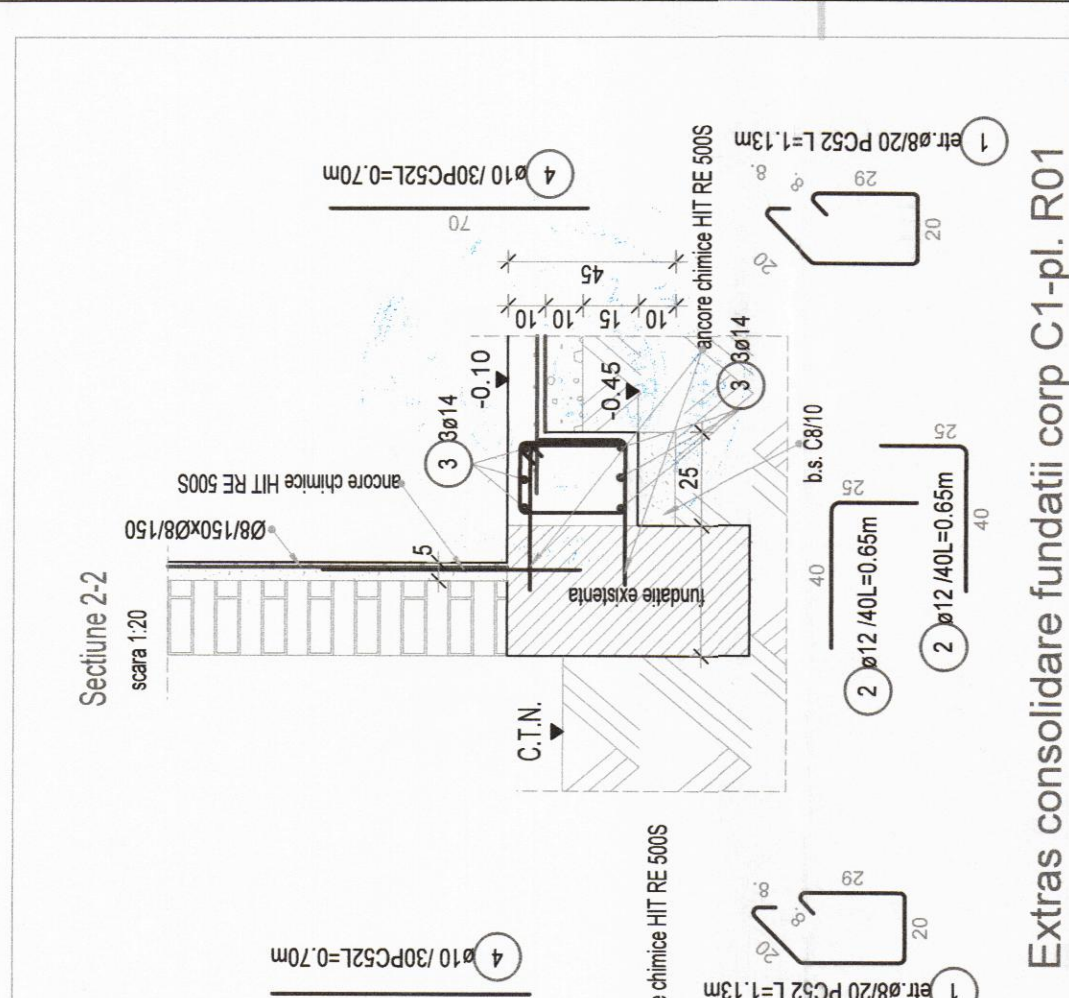 Sectiune 2-2
scara 1:20
Ø8/150xØ8/150
ancore chimice HIT RE 500S
3 3ø14
-0.10
4 ø10 /30PC52L=0.70m
70
10
10
15
10
45
-0.45
5
25
fundatie existenta
C.T.N.
3 3ø14
ancore chimice HIT RE 500S
b.s. C8/10
1 etr.ø8/20 PC52 L=1.13m
8.
8.
29
20
20
25
40
2 ø12 /40L=0.65m
25
40
2 ø12 /40L=0.65m
4 ø10 /30PC52L=0.70m
chimice HIT RE 500S
1 etr.ø8/20 PC52 L=1.13m
8.
8.
29
20
20
Extras consolidare fundatii corp C1-pl. R01